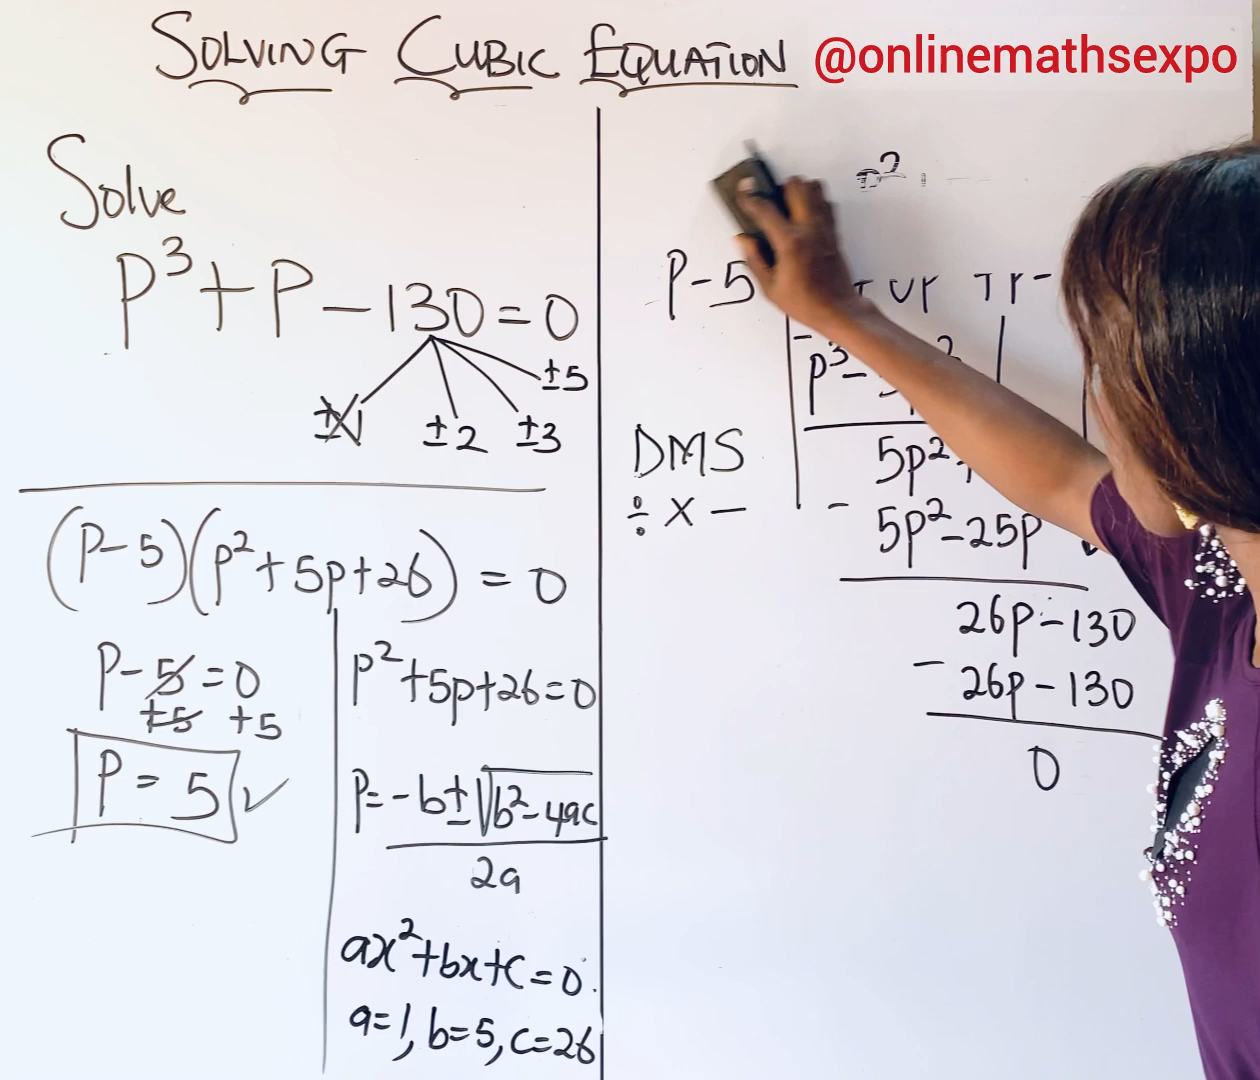 SOLVING CUBIC EQUATION @onlinemathsexpo
Solve
P³ + P − 130 = 0
±1 ±2 ±3 ±5
(P − 5)(P² + 5p + 26) = 0
P − 5 = 0
+5 +5
P = 5 ✓
P² + 5p + 26 = 0
P = −b ± √b² − 4ac
2a
ax² + bx + c = 0
a=1, b=5, c=26
P − 5
DMS
÷ × −
p³ −
5p² +
− 5p² − 25p
26p − 130
− 26p − 130
0